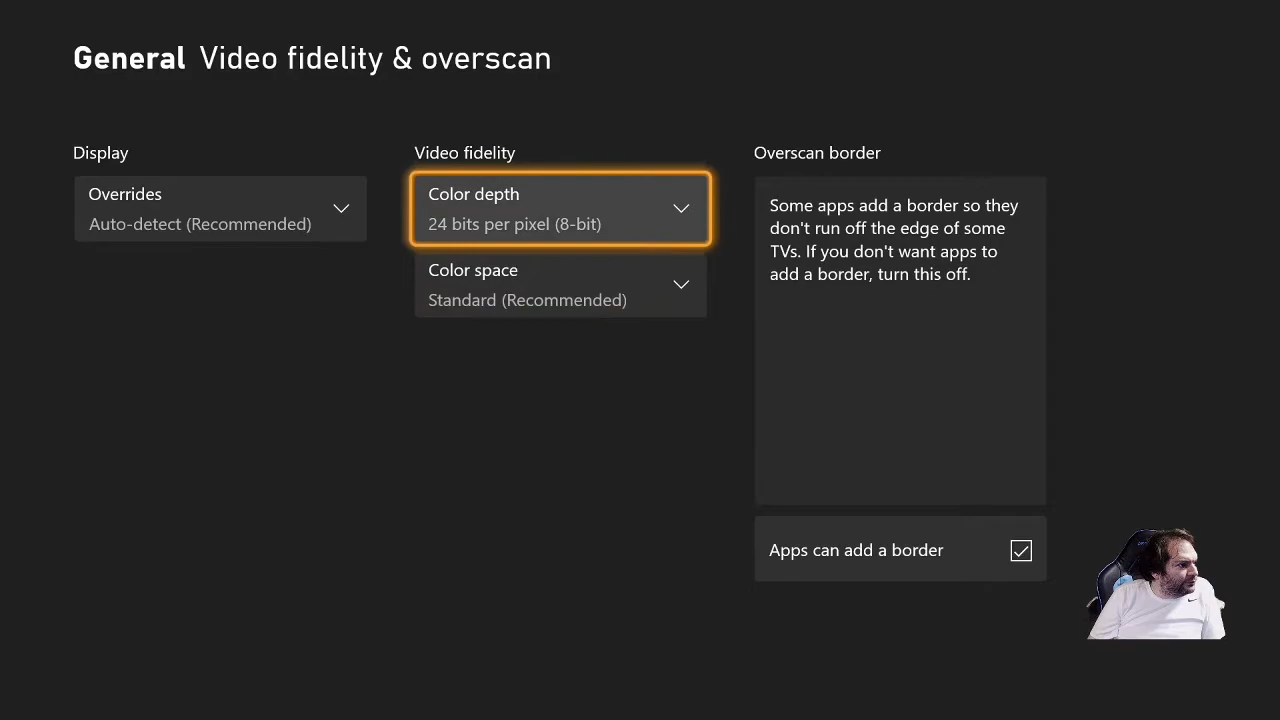 General Video fidelity & overscan
Display
Overrides
Auto-detect (Recommended)
Video fidelity
Color depth
24 bits per pixel (8-bit)
Color space
Standard (Recommended)
Overscan border
Some apps add a border so they
don't run off the edge of some
TVs. If you don't want apps to
add a border, turn this off.
Apps can add a border